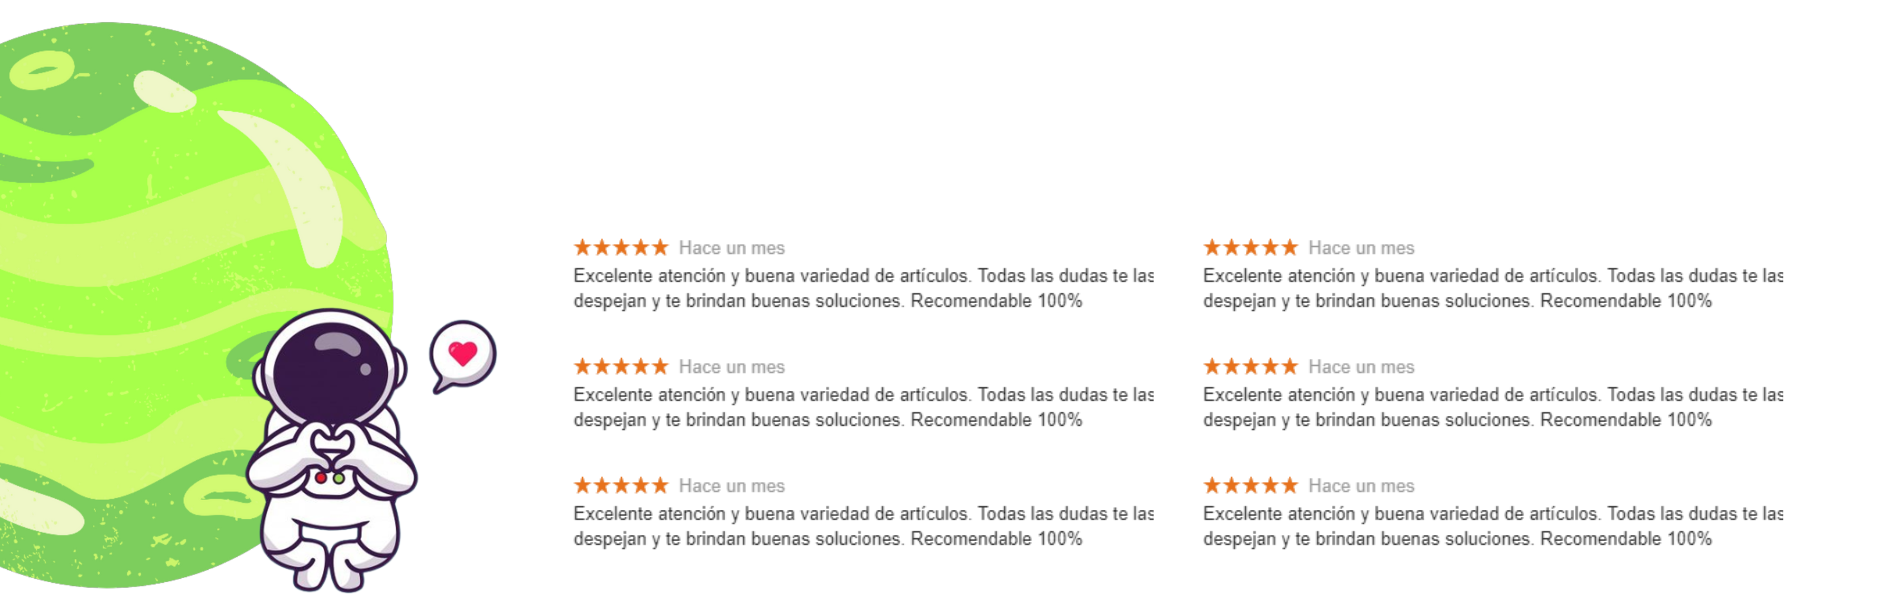 ★★★★★ Hace un mes
Excelente atención y buena variedad de artículos. Todas las dudas te las
despejan y te brindan buenas soluciones. Recomendable 100%
★★★★★ Hace un mes
Excelente atención y buena variedad de artículos. Todas las dudas te las
despejan y te brindan buenas soluciones. Recomendable 100%
★★★★★ Hace un mes
Excelente atención y buena variedad de artículos. Todas las dudas te las
despejan y te brindan buenas soluciones. Recomendable 100%
★★★★★ Hace un mes
Excelente atención y buena variedad de artículos. Todas las dudas te las
despejan y te brindan buenas soluciones. Recomendable 100%
★★★★★ Hace un mes
Excelente atención y buena variedad de artículos. Todas las dudas te las
despejan y te brindan buenas soluciones. Recomendable 100%
★★★★★ Hace un mes
Excelente atención y buena variedad de artículos. Todas las dudas te las
despejan y te brindan buenas soluciones. Recomendable 100%